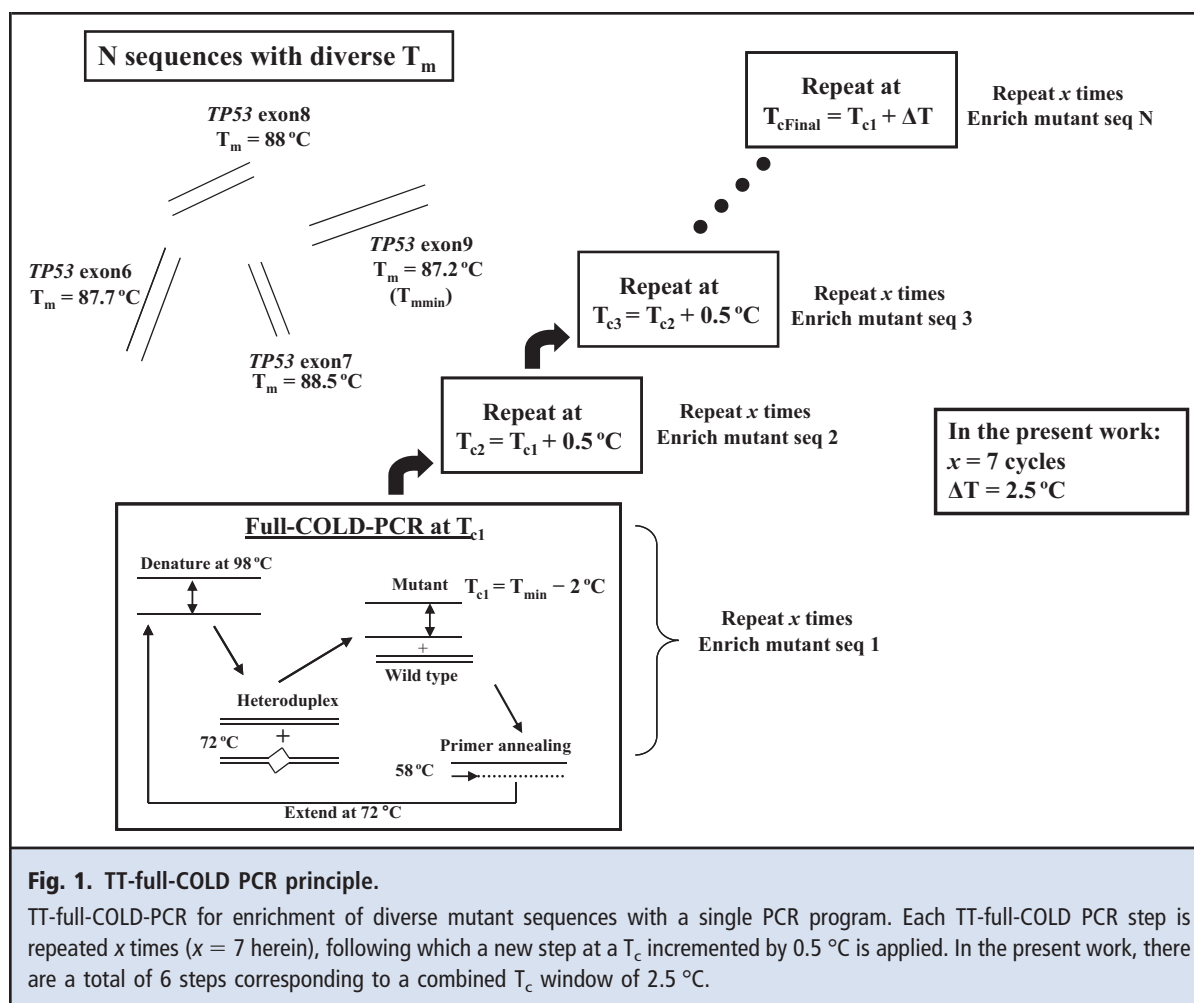 N sequences with diverse Tm
TP53 exon8
Tm = 88 ºC
TP53 exon9
Tm = 87.2 ºC
(Tmmin)
TP53 exon6
Tm = 87.7 ºC
TP53 exon7
Tm = 88.5 ºC
Repeat at
TcFinal = Tc1 + ΔT
Repeat x times
Enrich mutant seq N
Repeat at
Tc3 = Tc2 + 0.5 ºC
Repeat x times
Enrich mutant seq 3
Repeat at
Tc2 = Tc1 + 0.5 ºC
Repeat x times
Enrich mutant seq 2
In the present work:
x = 7 cycles
ΔT = 2.5 ºC
Full-COLD-PCR at Tc1
Denature at 98 ºC
Mutant
Tc1 = Tmin − 2 ºC
+
Wild type
Heteroduplex
72 ºC
+
Primer annealing
58 ºC
Extend at 72 °C
Repeat x times
Enrich mutant seq 1
Fig. 1. TT-full-COLD PCR principle.
TT-full-COLD-PCR for enrichment of diverse mutant sequences with a single PCR program. Each TT-full-COLD PCR step is
repeated x times (x = 7 herein), following which a new step at a Tc incremented by 0.5 °C is applied. In the present work, there
are a total of 6 steps corresponding to a combined Tc window of 2.5 °C.